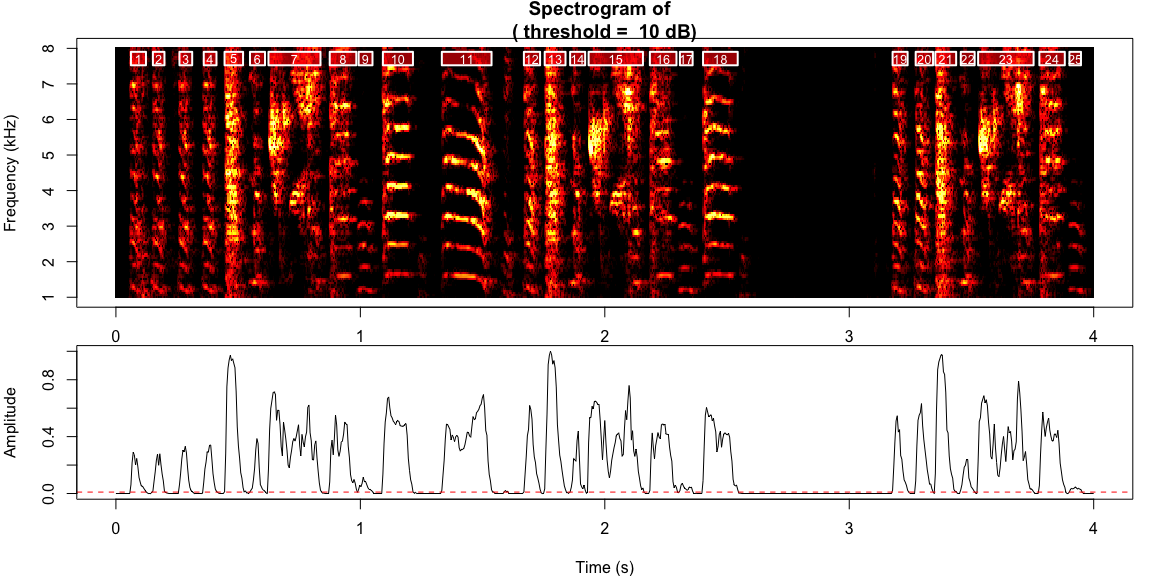 Spectrogram of
( threshold =  10 dB)
8
7
6
5
4
3
2
1
Frequency (kHz)
1 2 3 4 5 6 7 8 9 10 11 12 13 14 15 16 17 18 19 20 21 22 23 24 25
0 1 2 3 4
0.8
0.4
0.0
Amplitude
0 1 2 3 4
Time (s)